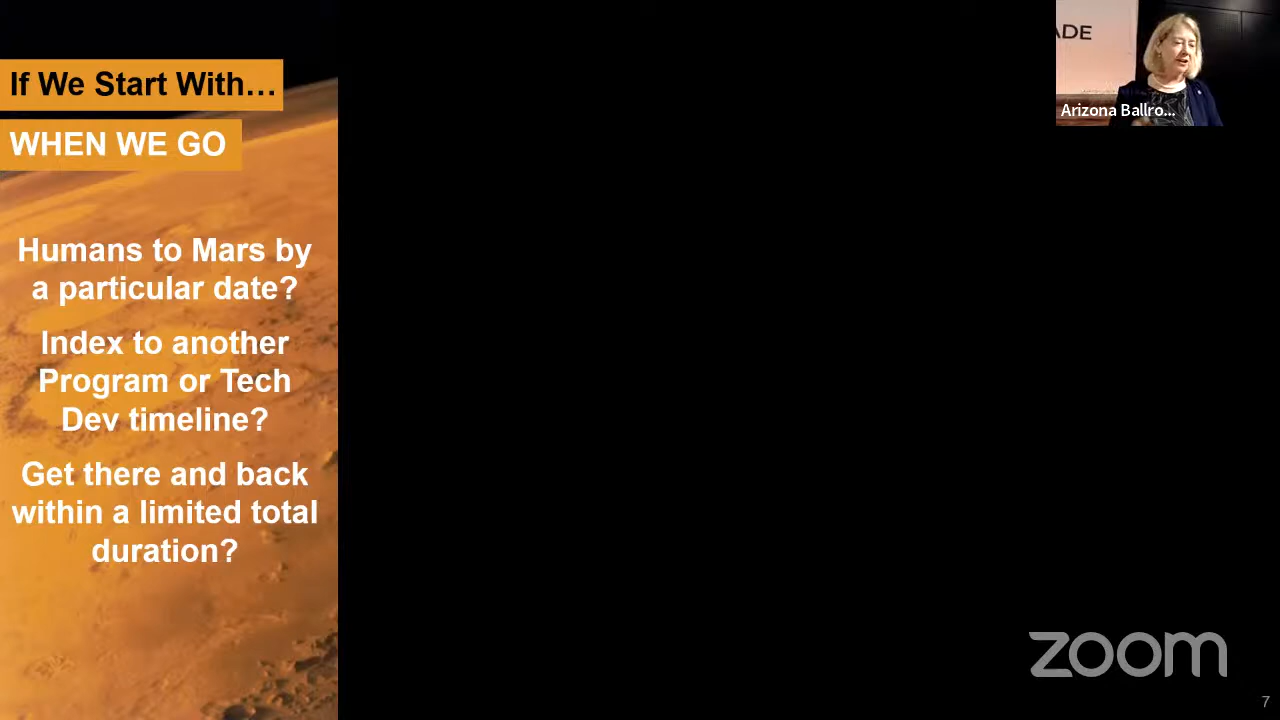 If We Start With…
WHEN WE GO
Humans to Mars by
a particular date?
Index to another
Program or Tech
Dev timeline?
Get there and back
within a limited total
duration?
ADE
Arizona Ballro...
zoom
7